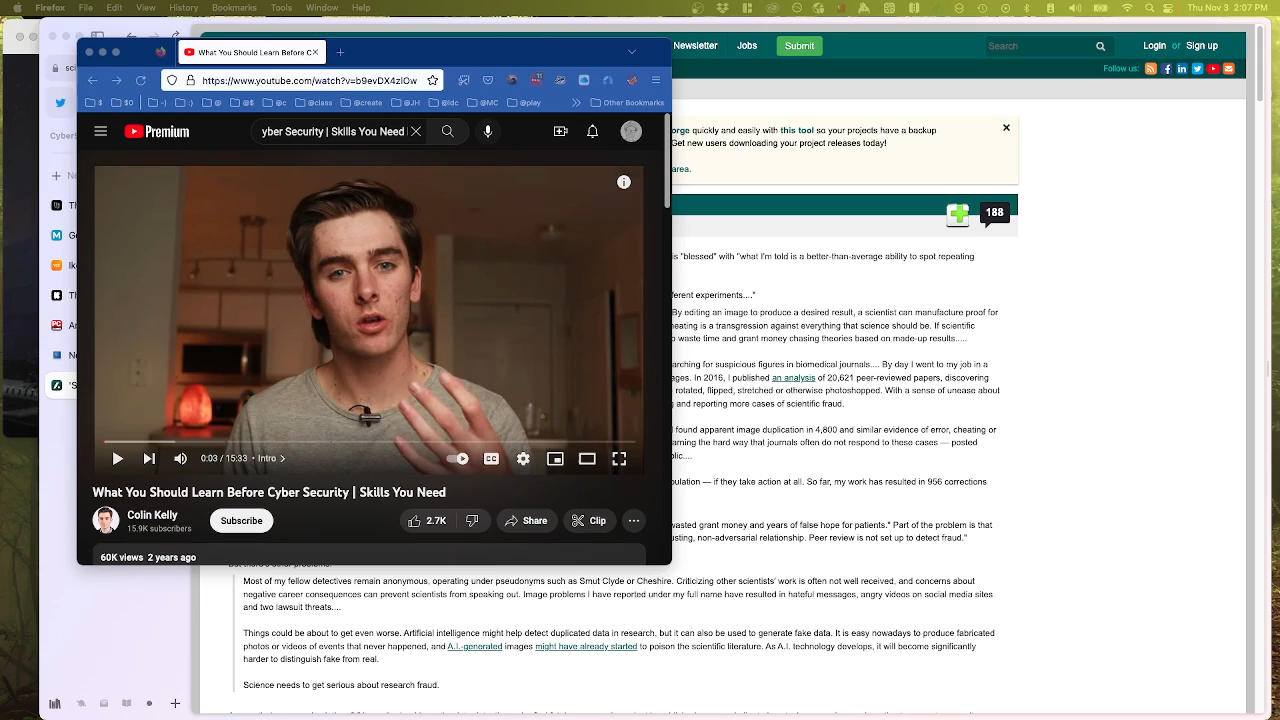 Firefox File Edit View History Bookmarks Tools Window Help
Thu Nov 3 2:07 PM
What You Should Learn Before C
https://www.youtube.com/watch?v=b9evDX4zIG
$ $O :-) :) @ @$ @c @class @create @JH @ldc @MC @play
Other Bookmarks
Premium
yber Security | Skills You Need
0:03 / 15:33 • Intro
What You Should Learn Before Cyber Security | Skills You Need
Colin Kelly
15.9K subscribers
Subscribe
2.7K
Share
Clip
60K views 2 years ago
Newsletter Jobs Submit
Search
Login or Sign up
Follow us:
orge quickly and easily with this tool so your projects have a backup
Get new users downloading your project releases today!
area.
188
is "blessed" with "what I'm told is a better-than-average ability to spot repeating
ferent experiments...."
By editing an image to produce a desired result, a scientist can manufacture proof for
heating is a transgression against everything that science should be. If scientific
o waste time and grant money chasing theories based on made-up results.....
arching for suspicious figures in biomedical journals.... By day I went to my job in a
ages. In 2016, I published an analysis of 20,621 peer-reviewed papers, discovering
rotated, flipped, stretched or otherwise photoshopped. With a sense of unease about
g and reporting more cases of scientific fraud.
I found apparent image duplication in 4,800 and similar evidence of error, cheating or
arning the hard way that journals often do not respond to these cases — posted
blic....
pulation — if they take action at all. So far, my work has resulted in 956 corrections
wasted grant money and years of false hope for patients." Part of the problem is that
usting, non-adversarial relationship. Peer review is not set up to detect fraud."
Most of my fellow detectives remain anonymous, operating under pseudonyms such as Smut Clyde or Cheshire. Criticizing other scientists' work is often not well received, and concerns about
negative career consequences can prevent scientists from speaking out. Image problems I have reported under my full name have resulted in hateful messages, angry videos on social media sites
and two lawsuit threats....
Things could be about to get even worse. Artificial intelligence might help detect duplicated data in research, but it can also be used to generate fake data. It is easy nowadays to produce fabricated
photos or videos of events that never happened, and A.I.-generated images might have already started to poison the scientific literature. As A.I. technology develops, it will become significantly
harder to distinguish fake from real.
Science needs to get serious about research fraud.